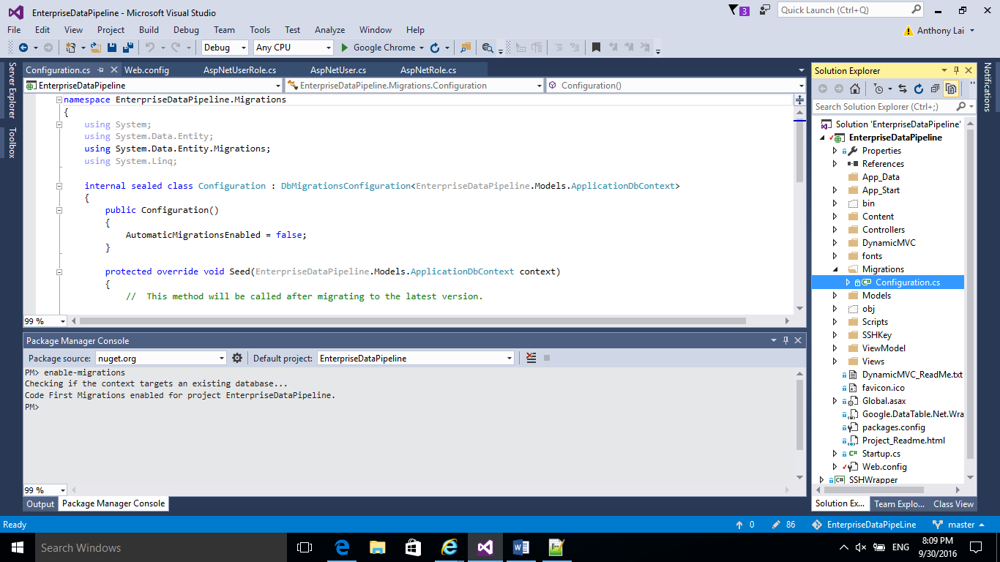 EnterpriseDataPipeline - Microsoft Visual Studio
3
Quick Launch (Ctrl+Q)
File Edit View Project Build Debug Team Tools Test Analyze Window Help
Anthony Lai
Debug Any CPU Google Chrome
Server Explorer
Toolbox
Configuration.cs Web.config AspNetUserRole.cs AspNetUser.cs AspNetRole.cs
EnterpriseDataPipeline EnterpriseDataPipeline.Migrations.Configuration Configuration()
namespace EnterpriseDataPipeline.Migrations
{
using System;
using System.Data.Entity;
using System.Data.Entity.Migrations;
using System.Linq;
internal sealed class Configuration : DbMigrationsConfiguration<EnterpriseDataPipeline.Models.ApplicationDbContext>
{
public Configuration()
{
AutomaticMigrationsEnabled = false;
}
protected override void Seed(EnterpriseDataPipeline.Models.ApplicationDbContext context)
{
// This method will be called after migrating to the latest version.
99 %
Package Manager Console
Package source: nuget.org Default project: EnterpriseDataPipeline
PM> enable-migrations
Checking if the context targets an existing database...
Code First Migrations enabled for project EnterpriseDataPipeline.
PM>
99 %
Output Package Manager Console
Solution Explorer
Search Solution Explorer (Ctrl+;)
Solution 'EnterpriseDataPipeline'
EnterpriseDataPipeline
Properties
References
App_Data
App_Start
bin
Content
Controllers
DynamicMVC
fonts
Migrations
C# Configuration.cs
Models
obj
Scripts
SSHKey
ViewModel
Views
DynamicMVC_ReadMe.txt
favicon.ico
Global.asax
Google.DataTable.Net.Wra
packages.config
Project_Readme.html
C# Startup.cs
Web.config
C# SSHWrapper
Solution Ex... Team Explo... Class View
Notifications
Ready 0 86 EnterpriseDataPipeLine master
Search Windows
ENG
8:09 PM
9/30/2016